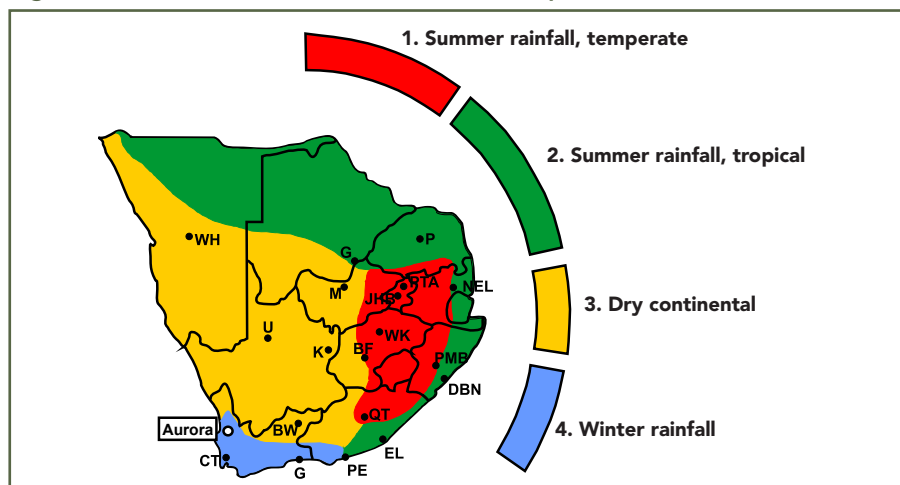 1. Summer rainfall, temperate
2. Summer rainfall, tropical
WH
P
G
PTA
NEL
M
JHB
3. Dry continental
U
WK
K
BF
PMB
DBN
QT
Aurora
BW
4. Winter rainfall
EL
CT
G
PE